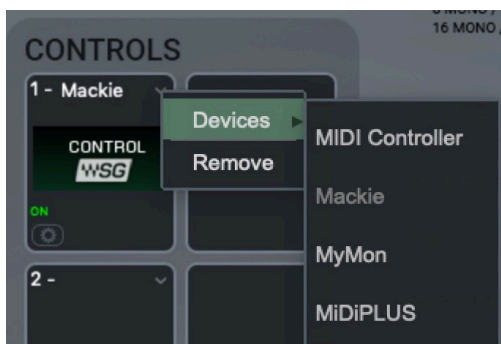 16 MONO,
CONTROLS
1 - Mackie
Devices
Remove
MIDI Controller
Mackie
MyMon
MiDiPLUS
CONTROL
WSG
ON
2 -